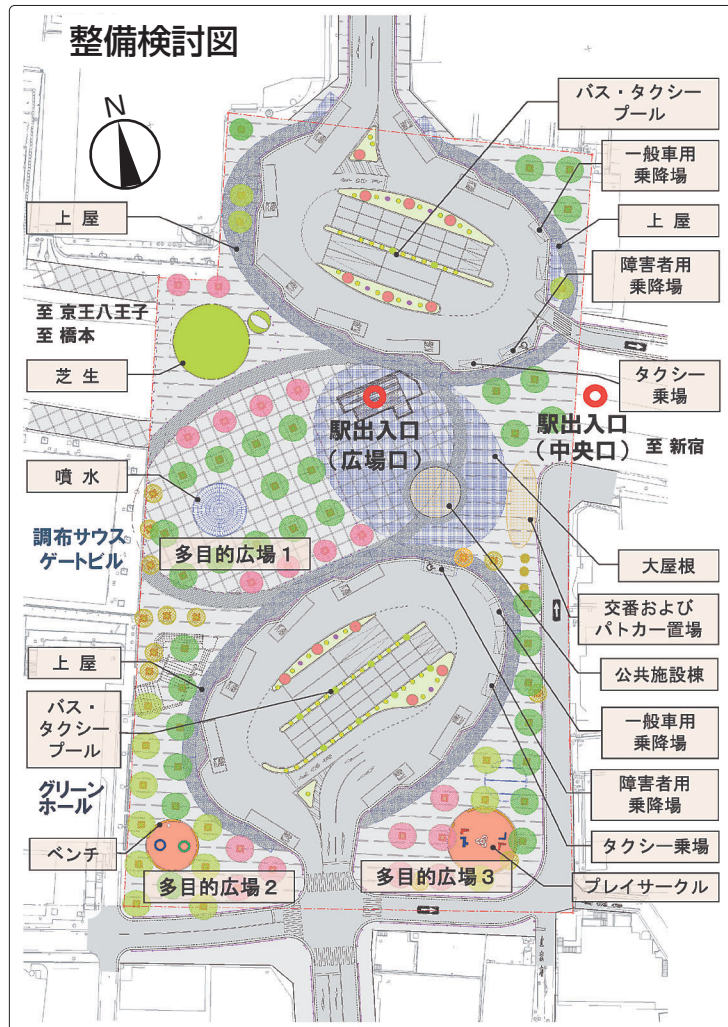 整備検討図
N
バス・タクシー
プール
一般車用
乗降場
上屋
上屋
障害者用
乗降場
至 京王八王子
至 橋本
芝生
タクシー
乗場
駅出入口
(広場口)
駅出入口
(中央口)
至 新宿
噴水
調布サウス
ゲートビル
多目的広場1
大屋根
交番および
パトカー置場
上屋
公共施設棟
バス・
タクシー
プール
一般車用
乗降場
グリーン
ホール
障害者用
乗降場
ベンチ
タクシー乗場
多目的広場2
多目的広場3
プレイサークル